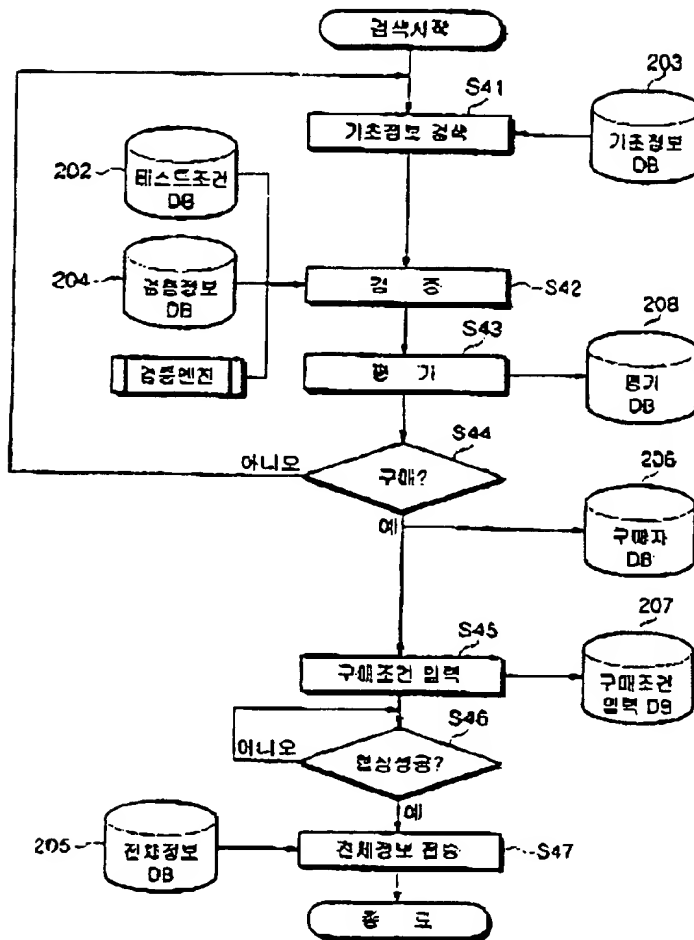 검색시작
S41
203
기초정보 검색
기초정보
DB
202
테스트조건
DB
204
검증정보
DB
검 증
S42
검증엔진
S43
208
평 가
평가
DB
S44
아니오
구매?
예
206
구매자
DB
207
S45
구매조건 입력
구매조건
입력 DB
S46
아니오
협상성공?
예
205
전체정보
DB
전체정보 전송
S47
종 료